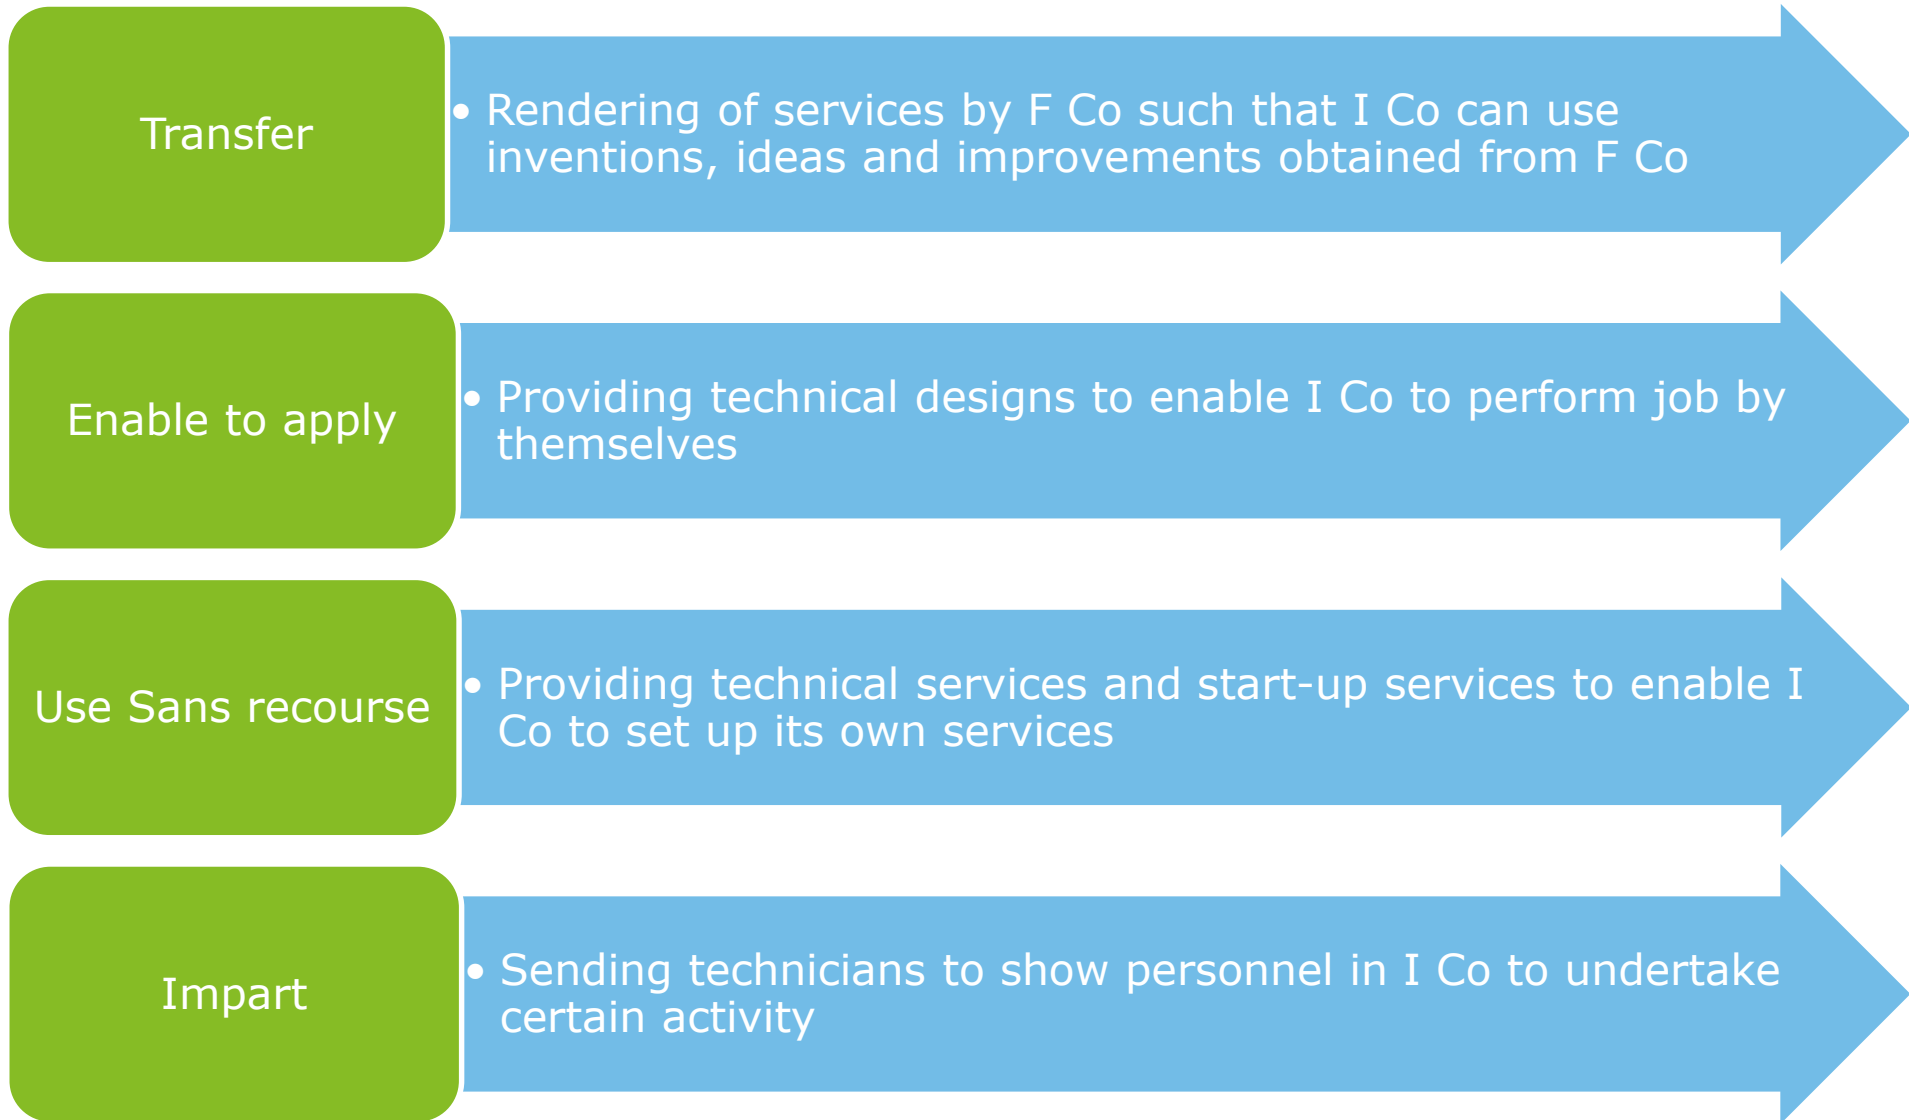 Transfer
• Rendering of services by F Co such that I Co can use
inventions, ideas and improvements obtained from F Co
Enable to apply
• Providing technical designs to enable I Co to perform job by
themselves
Use Sans recourse
• Providing technical services and start-up services to enable I
Co to set up its own services
Impart
• Sending technicians to show personnel in I Co to undertake
certain activity